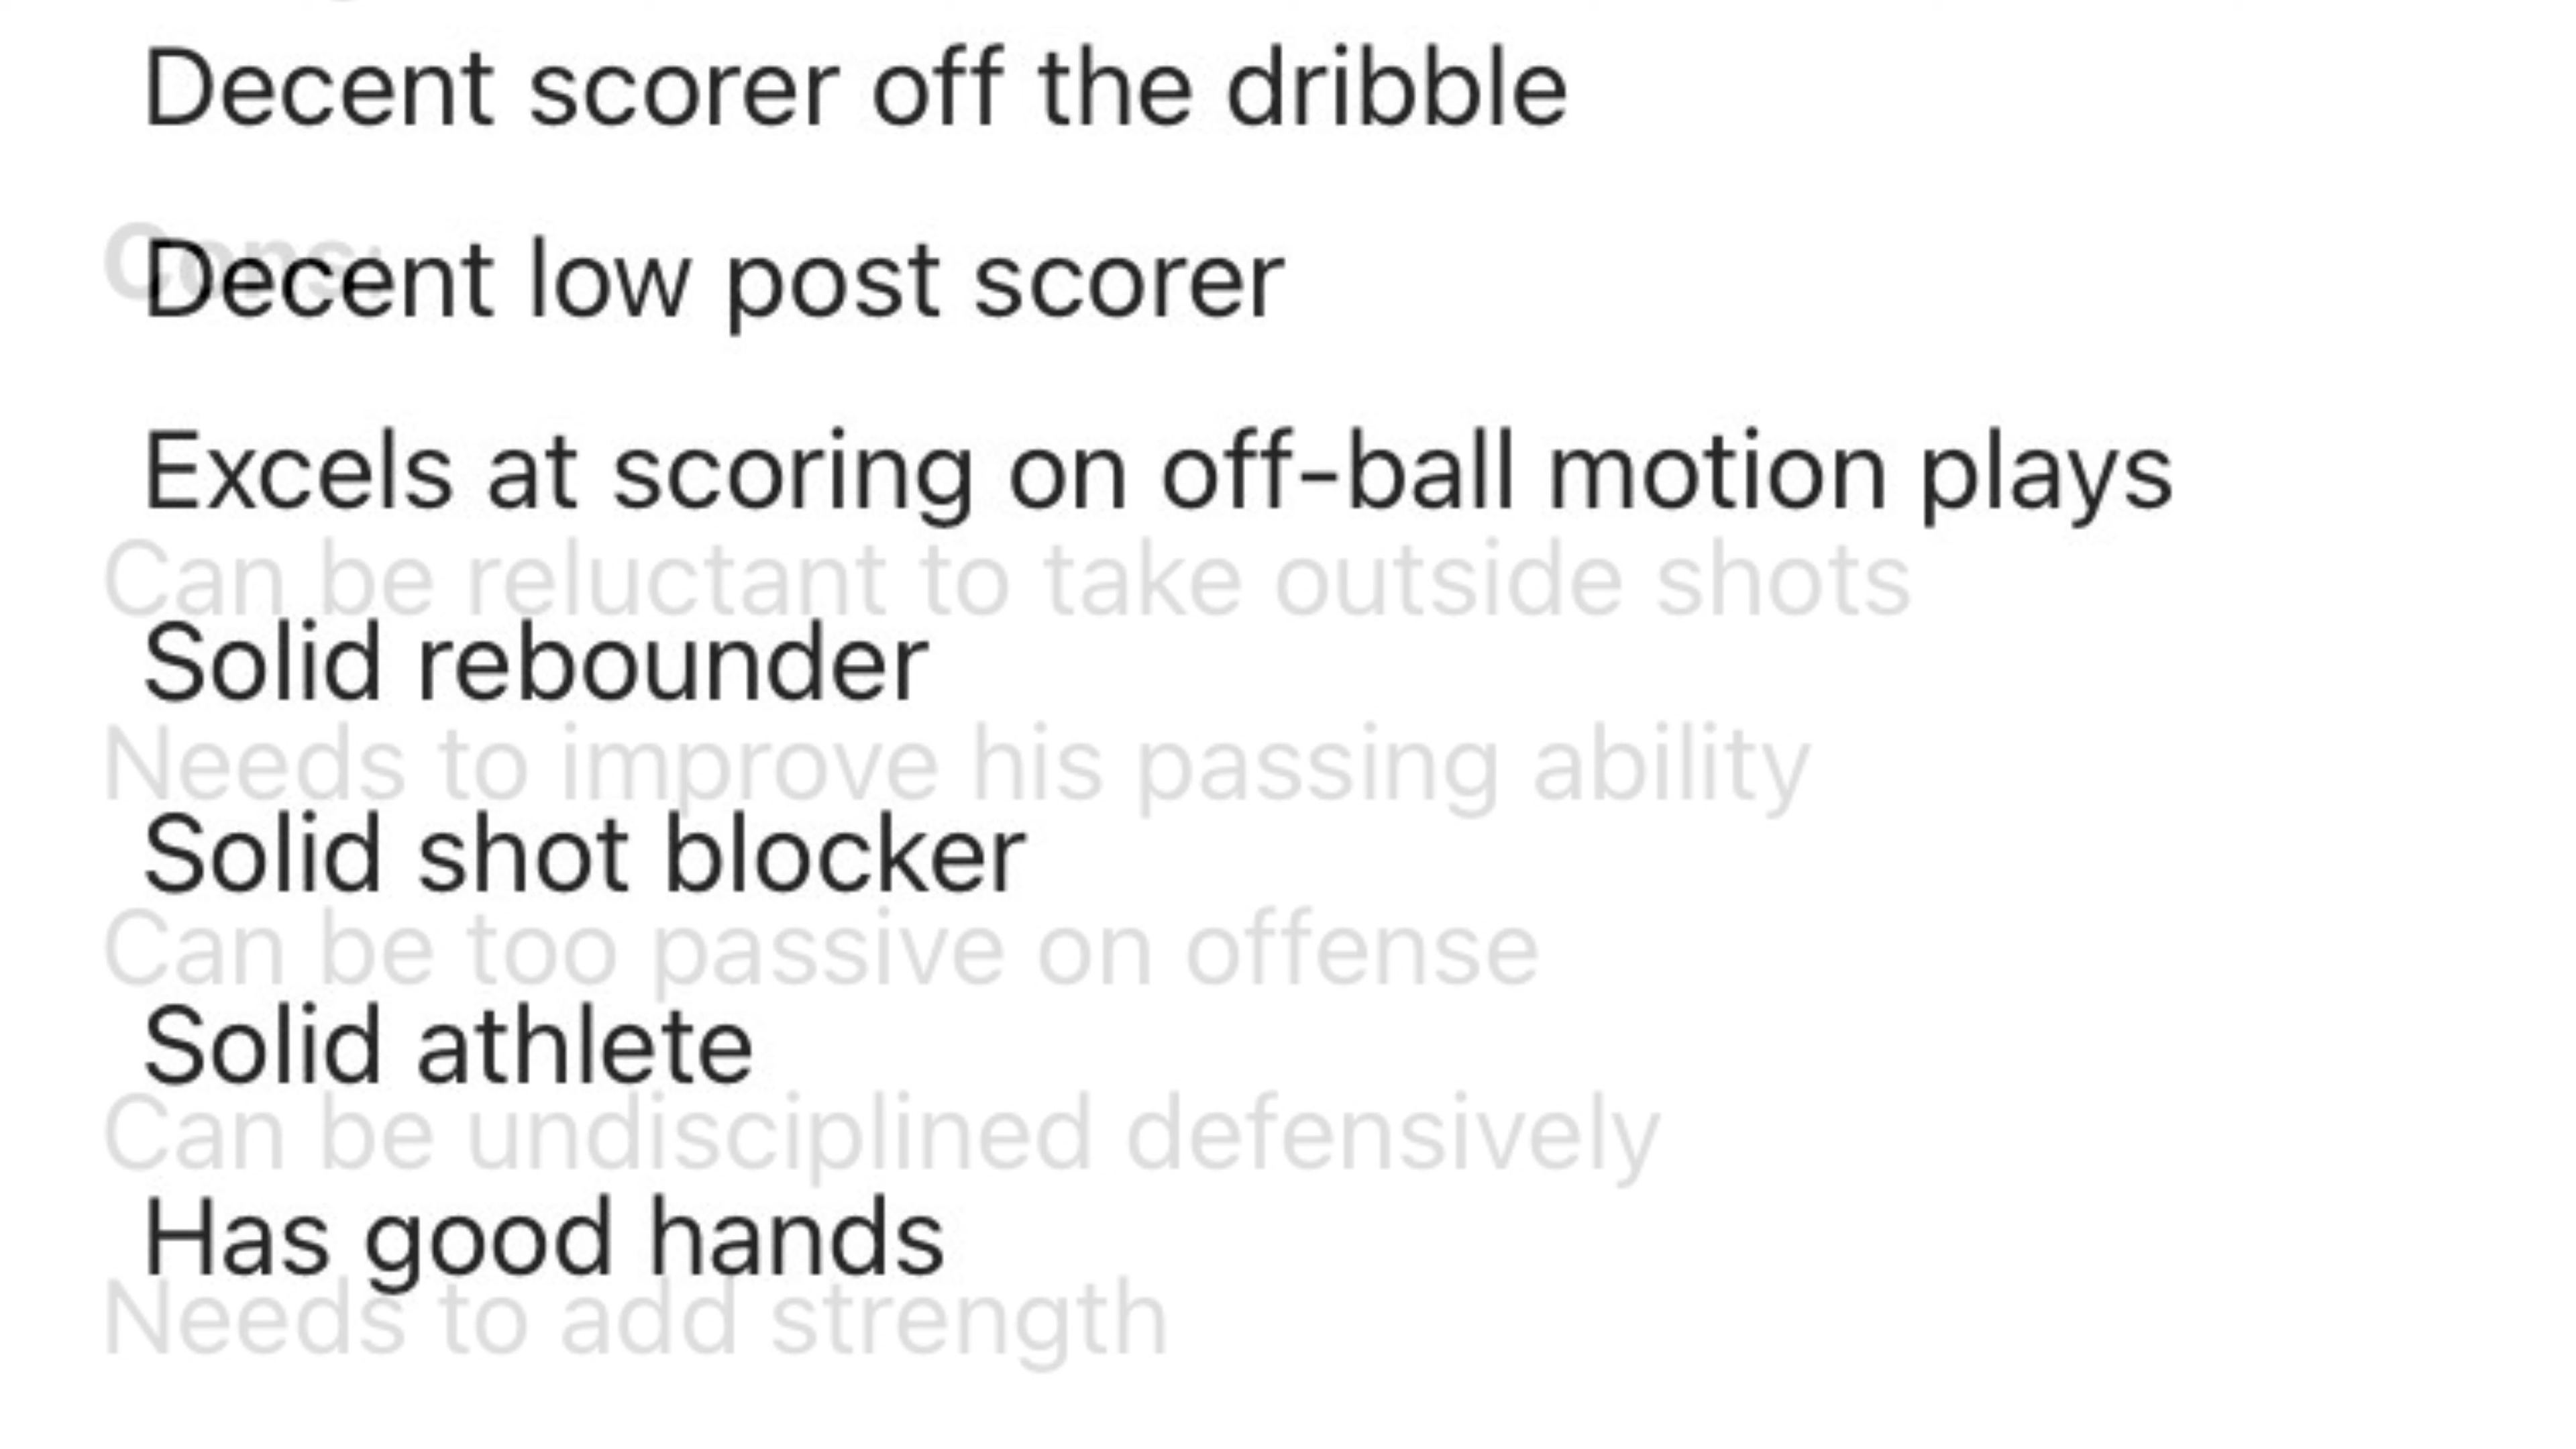 Decent scorer off the dribble
Cons:
Decent low post scorer
Excels at scoring on off-ball motion plays
Can be reluctant to take outside shots
Solid rebounder
Needs to improve his passing ability
Solid shot blocker
Can be too passive on offense
Solid athlete
Can be undisciplined defensively
Has good hands
Needs to add strength